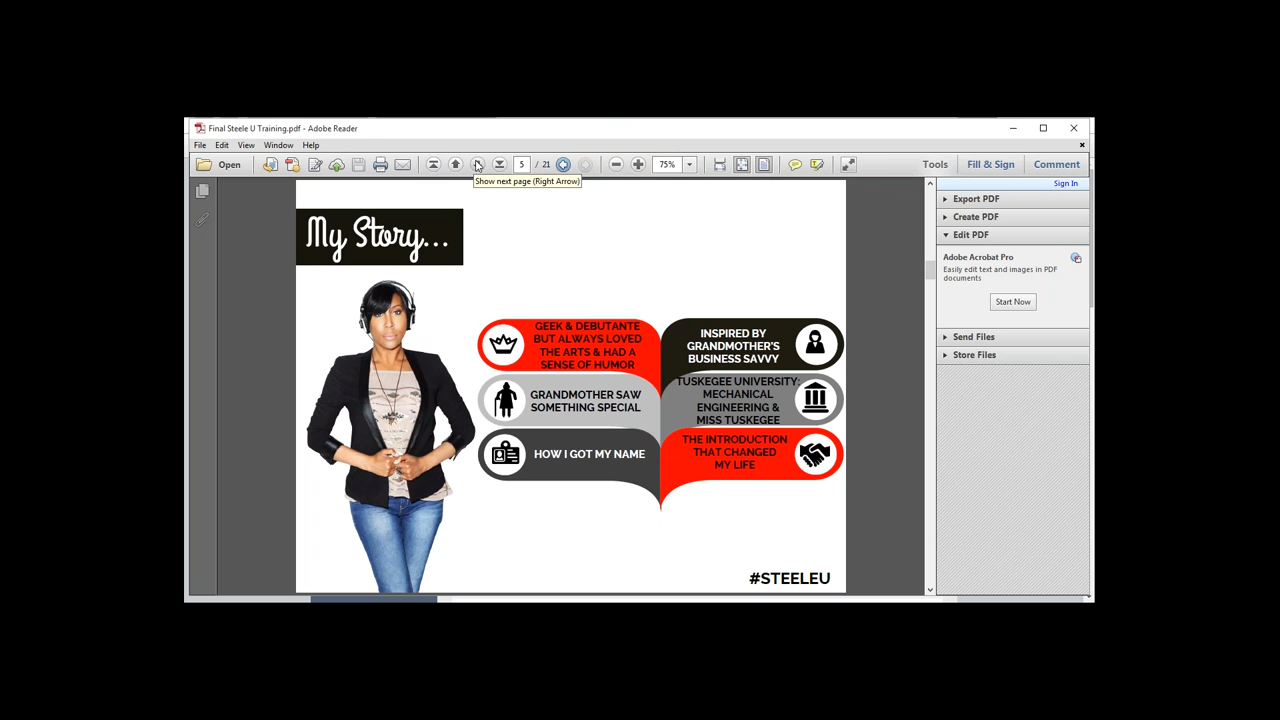 Final Steele U Training.pdf - Adobe Reader
File Edit View Window Help
Open 5 / 21 75% Tools Fill & Sign Comment
Show next page (Right Arrow)
Sign In
Export PDF
Create PDF
Edit PDF
Adobe Acrobat Pro
Easily edit text and images in PDF
documents
Start Now
Send Files
Store Files
My Story...
GEEK & DEBUTANTE
BUT ALWAYS LOVED
THE ARTS & HAD A
SENSE OF HUMOR
GRANDMOTHER SAW
SOMETHING SPECIAL
HOW I GOT MY NAME
INSPIRED BY
GRANDMOTHER'S
BUSINESS SAVVY
TUSKEGEE UNIVERSITY:
MECHANICAL
ENGINEERING &
MISS TUSKEGEE
THE INTRODUCTION
THAT CHANGED
MY LIFE
#STEELEU